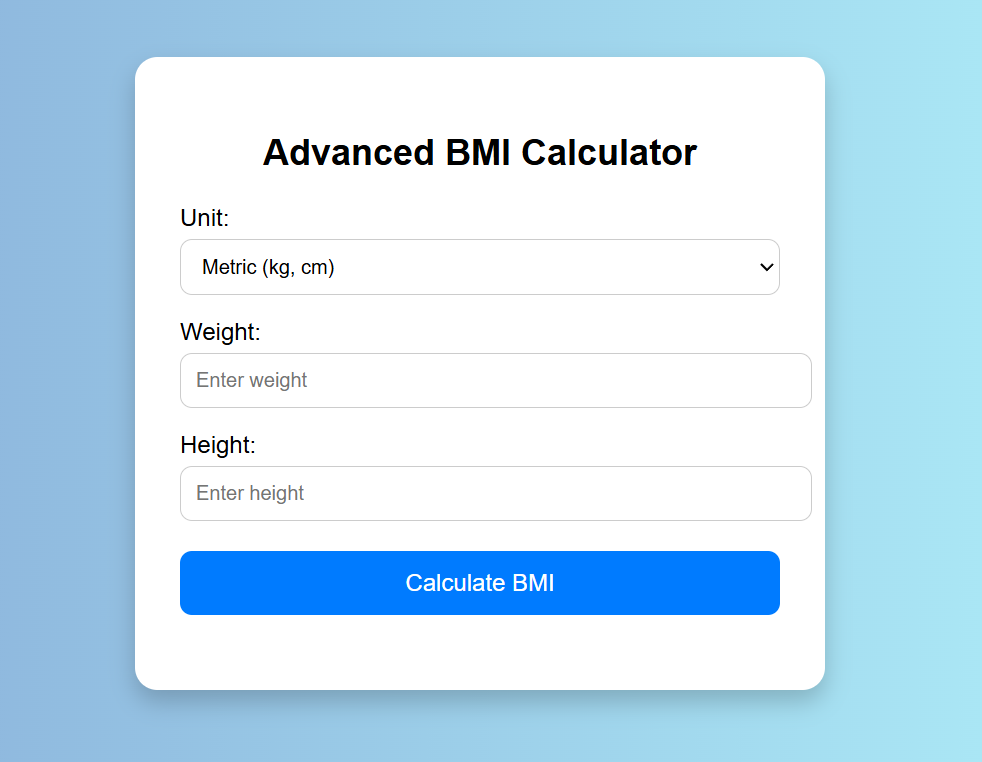 Advanced BMI Calculator
Unit:
Metric (kg, cm)
Weight:
Enter weight
Height:
Enter height
Calculate BMI